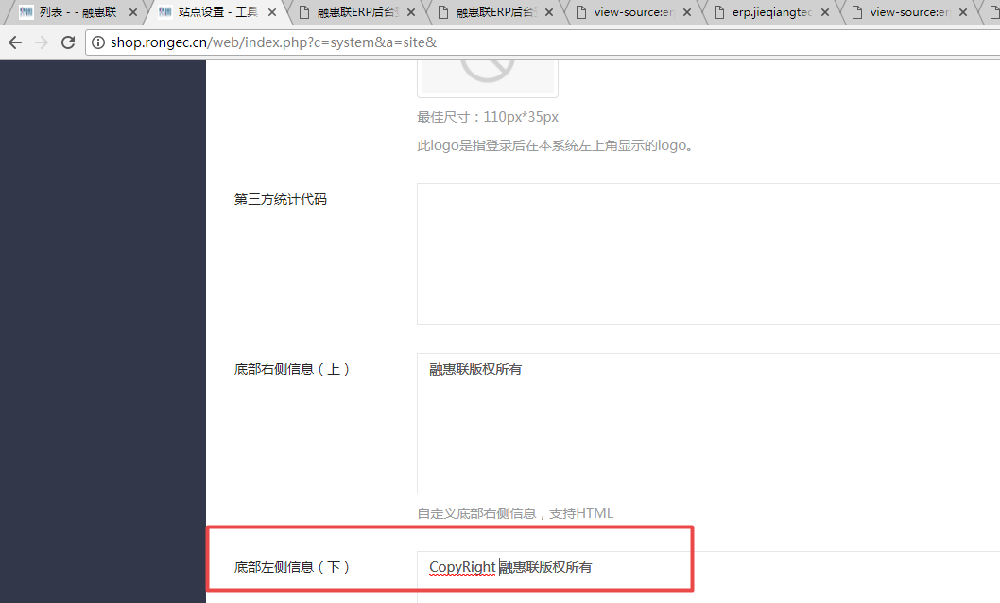 列表 - - 融惠联
站点设置 - 工具
融惠联ERP后台
融惠联ERP后台
view-source:er
erp.jieqiangtec
view-source:er
shop.rongec.cn/web/index.php?c=system&a=site&
最佳尺寸：110px*35px
此logo是指登录后在本系统左上角显示的logo。
第三方统计代码
底部右侧信息（上）
融惠联版权所有
自定义底部右侧信息，支持HTML
底部左侧信息（下）
CopyRight 融惠联版权所有